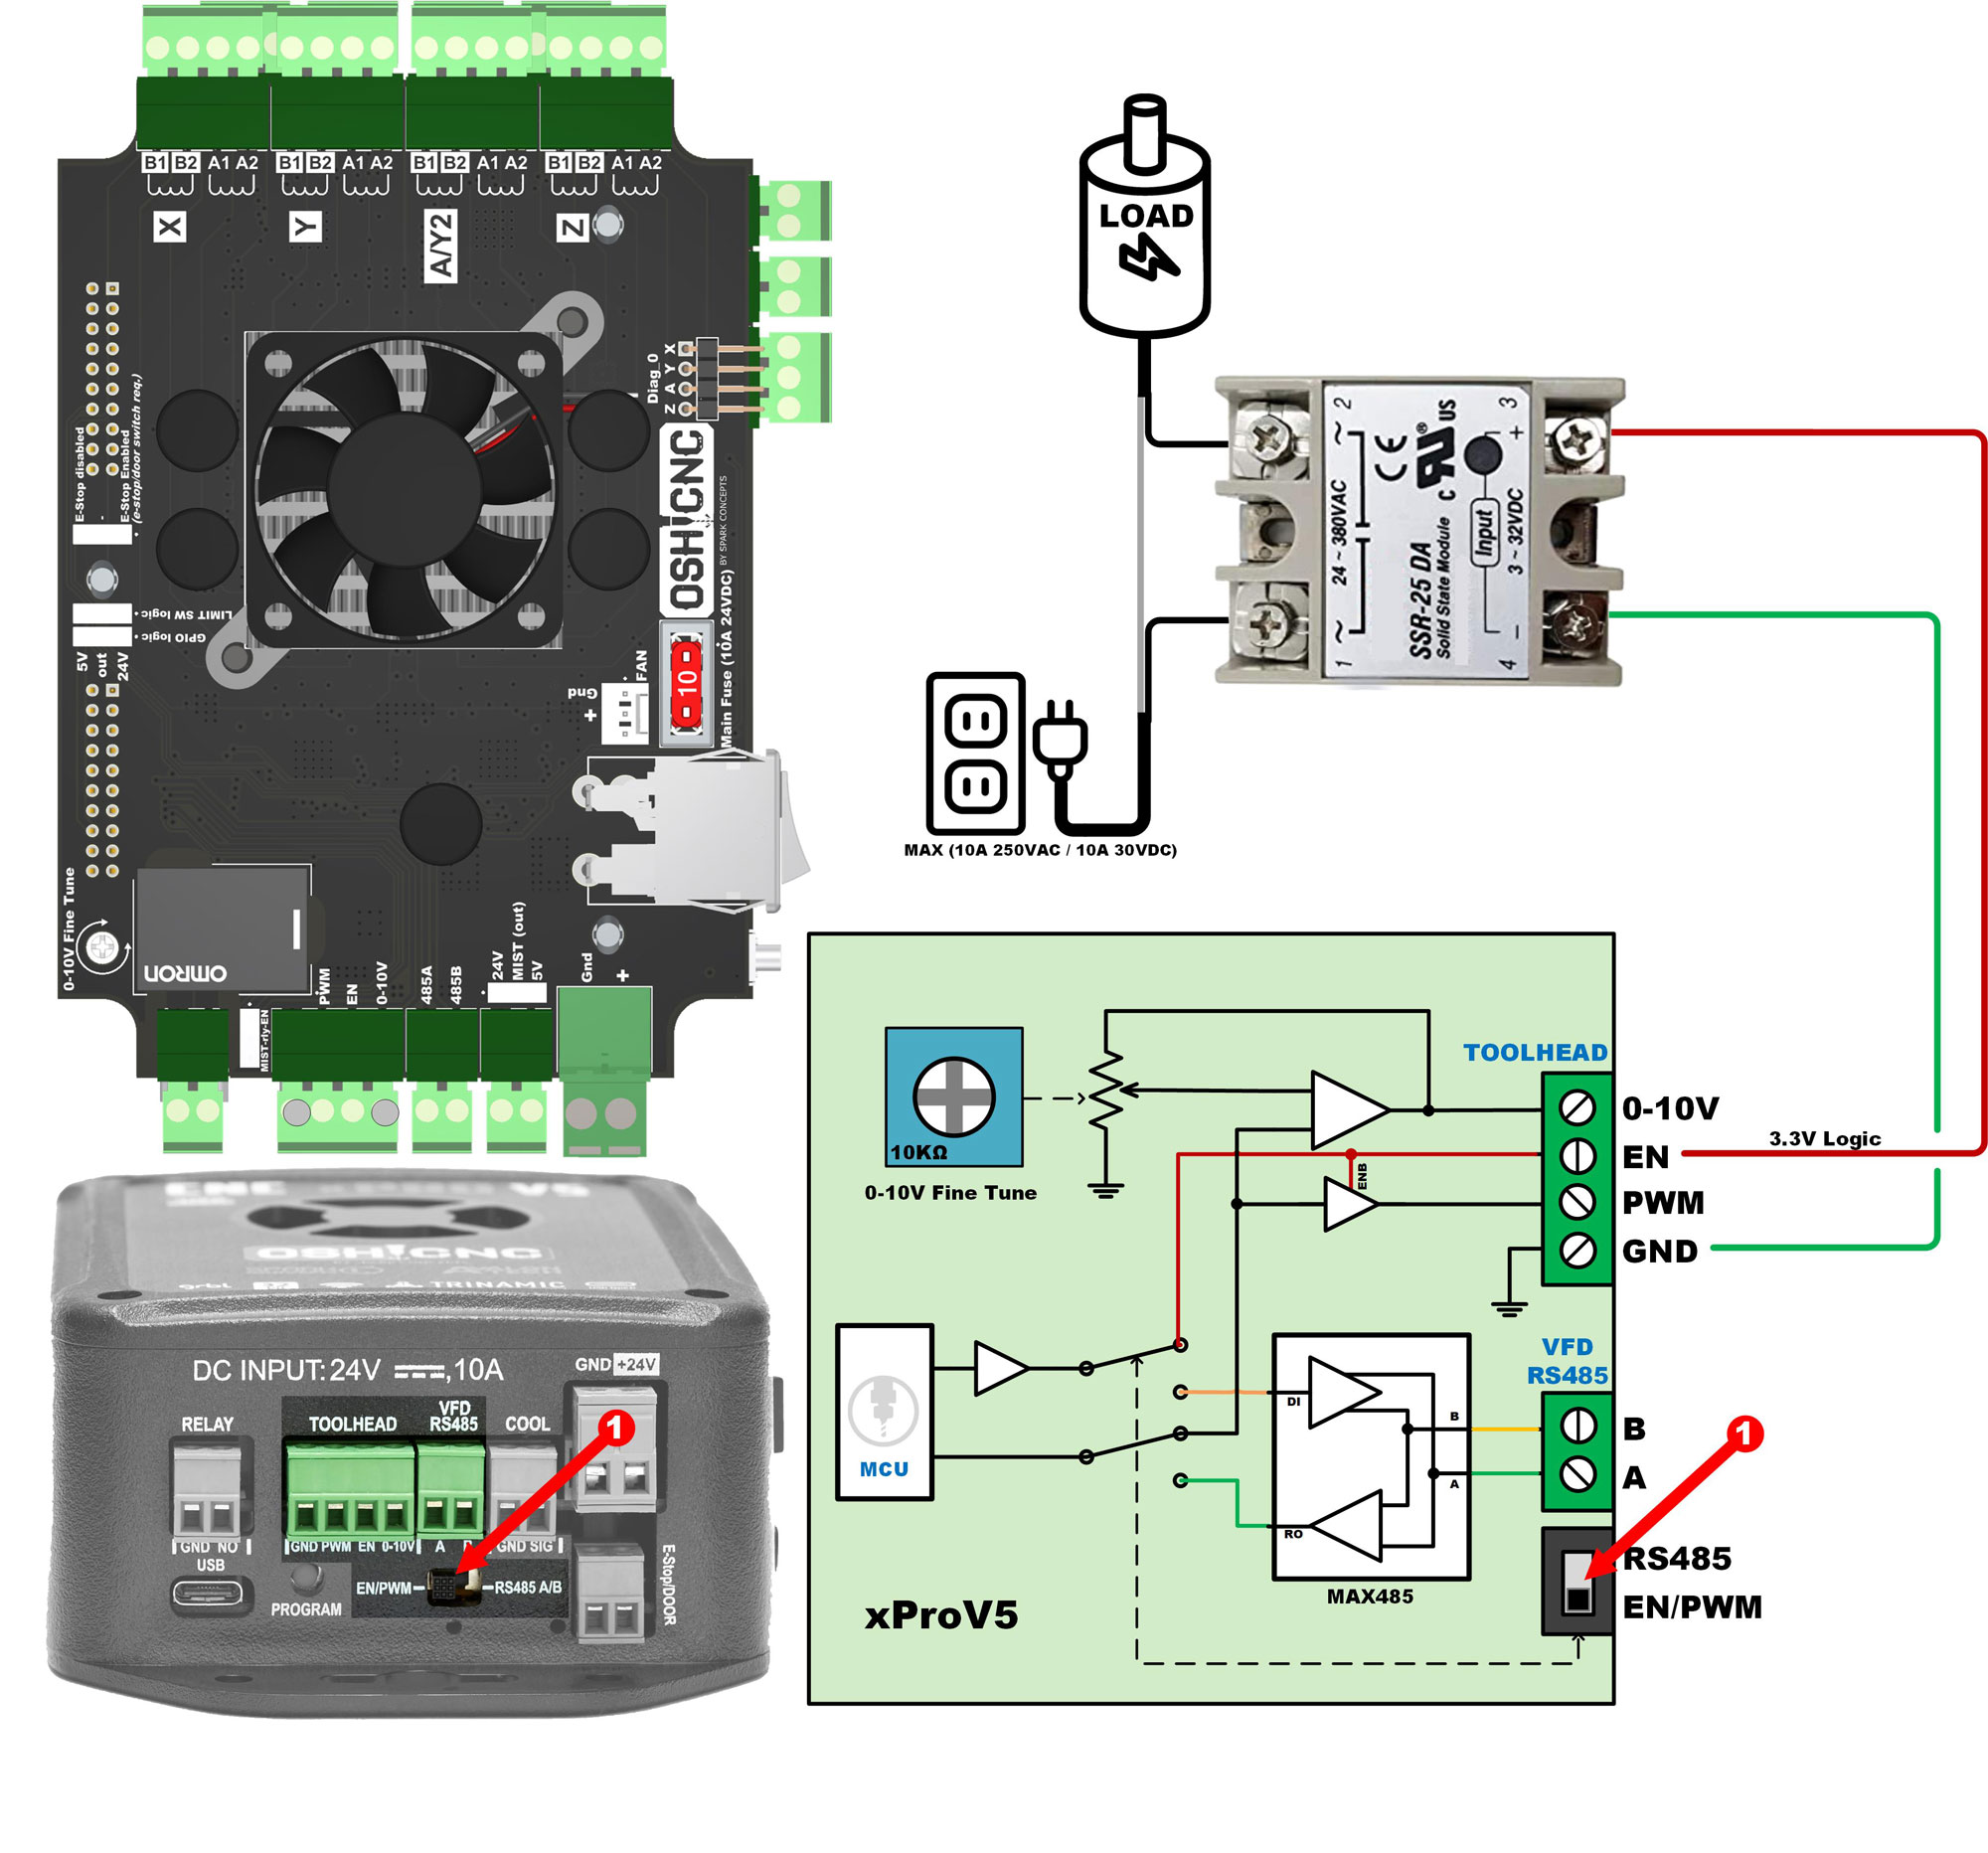 B1 B2 A1 A2
B1 B2 A1 A2
B1 B2 A1 A2
B1 B2 A1 A2
X
Y
A/Y2
Z
Diag_0
X
Y
A
Z
E-Stop disabled
-
E-Stop Enabled
(e-stop/door switch req.)
LIMIT SW logic
GPIO logic
5V
out
24V
OSHCNC
BY SPARK CONCEPTS
Main Fuse (10A 24VDC)
10
FAN
Gnd
+
0-10V Fine Tune
OMRON
MIST-rly-EN
PWM
EN
0-10V
485A
485B
24V
MIST (out)
5V
Gnd
+
LOAD
MAX (10A 250VAC / 10A 30VDC)
2
1
24 ~ 380VAC
CE
C US
®
SSR-25 DA
Solid State Module
Input
3 ~ 32VDC
3
+
4
-
3.3V Logic
TOOLHEAD
0-10V
EN
PWM
GND
10KΩ
0-10V Fine Tune
ENB
MCU
DI
RO
B
A
MAX485
VFD
RS485
B
A
1
RS485
EN/PWM
xProV5
V5
OSHCNC
TRINAMIC
DC INPUT: 24V ,10A
GND +24V
RELAY
TOOLHEAD
VFD
RS485
COOL
1
GND NO
GND PWM EN 0-10V
A
GND SIG
USB
PROGRAM
EN/PWM
RS485 A/B
E-Stop/DOOR